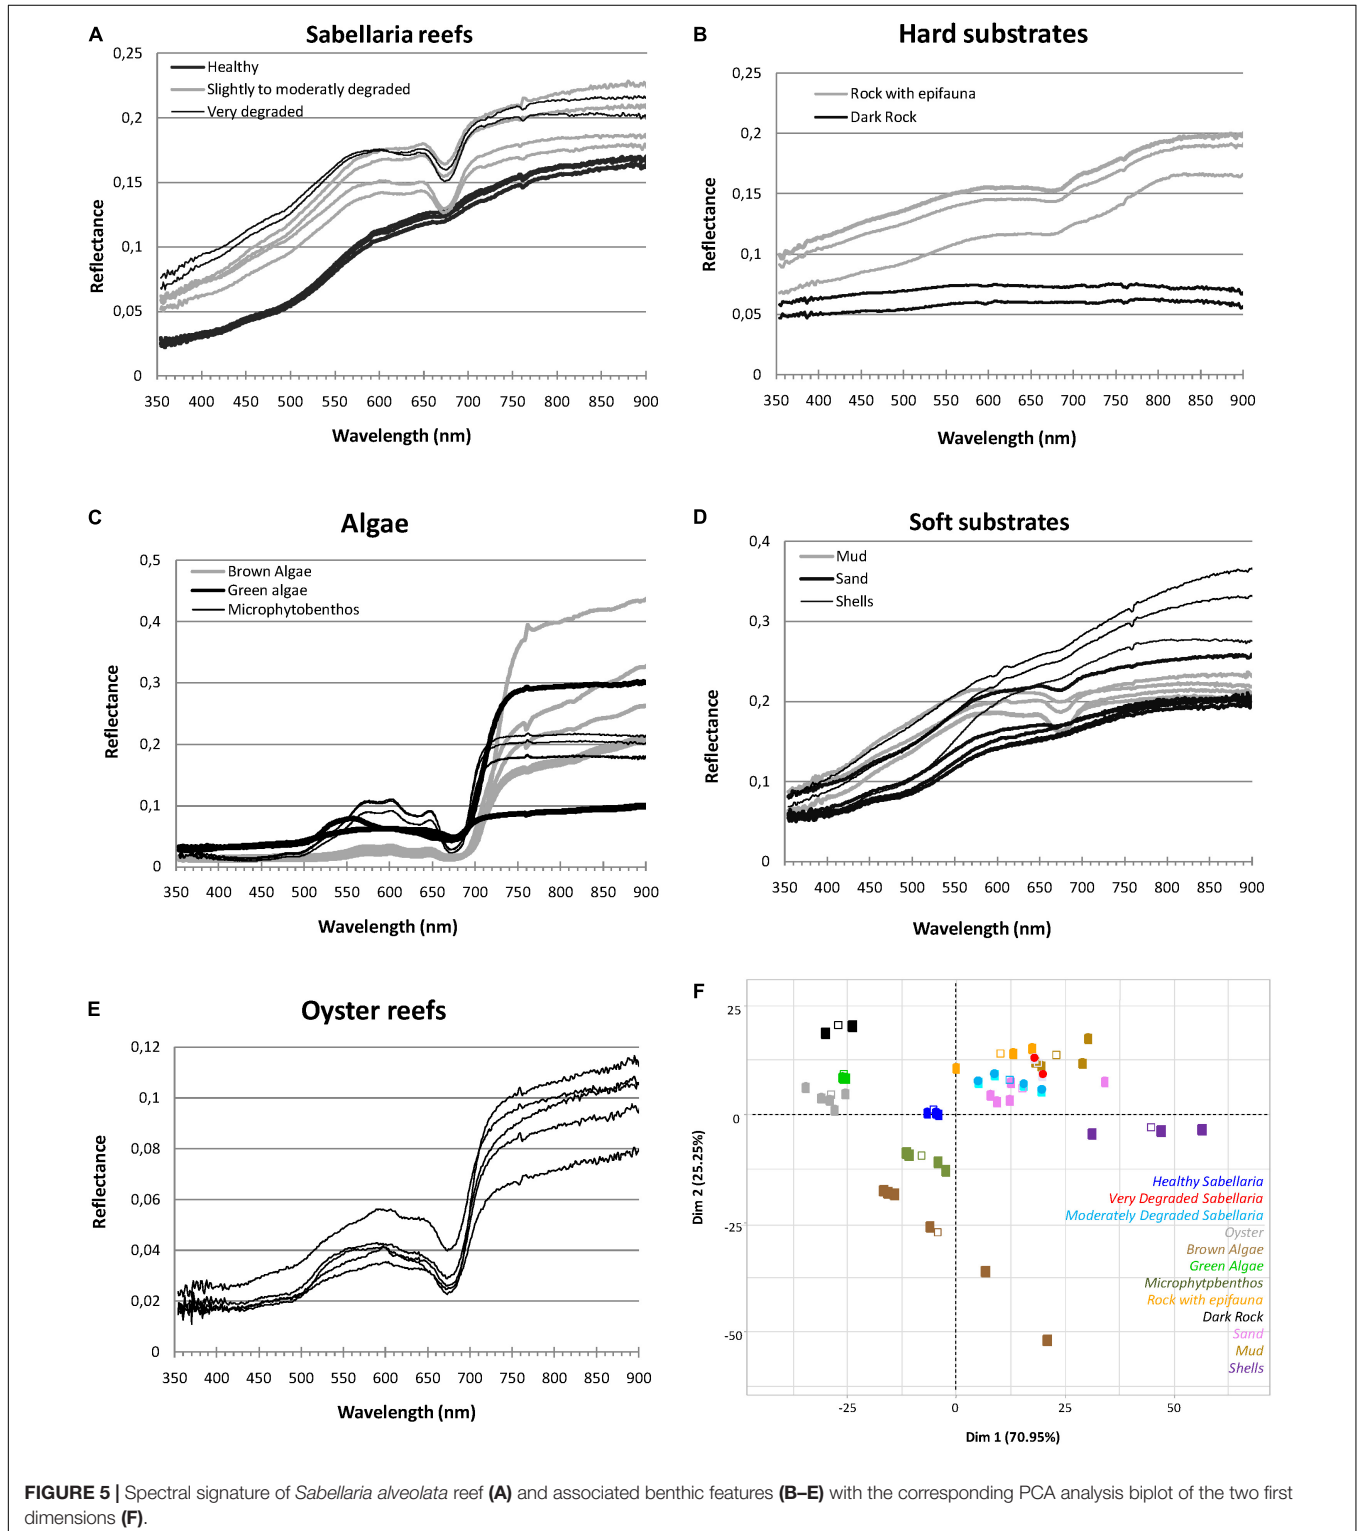 A
Sabellaria reefs
0,25
0,2
0,15
0,1
0,05
0
Reflectance
Healthy
Slightly to moderatly degraded
Very degraded
350 400 450 500 550 600 650 700 750 800 850 900
Wavelength (nm)
B
Hard substrates
0,25
0,2
0,15
0,1
0,05
0
Reflectance
Rock with epifauna
Dark Rock
350 400 450 500 550 600 650 700 750 800 850 900
Wavelength (nm)
C
Algae
0,5
0,4
0,3
0,2
0,1
0
Reflectance
Brown Algae
Green algae
Microphytobenthos
350 400 450 500 550 600 650 700 750 800 850 900
Wavelength (nm)
D
Soft substrates
0,4
0,3
0,2
0,1
0
Reflectance
Mud
Sand
Shells
350 400 450 500 550 600 650 700 750 800 850 900
Wavelength (nm)
E
Oyster reefs
0,12
0,1
0,08
0,06
0,04
0,02
0
Reflectance
350 400 450 500 550 600 650 700 750 800 850 900
Wavelength (nm)
F
25
0
-25
-50
Dim 2 (25.25%)
Healthy Sabellaria
Very Degraded Sabellaria
Moderately Degraded Sabellaria
Oyster
Brown Algae
Green Algae
Microphytpbenthos
Rock with epifauna
Dark Rock
Sand
Mud
Shells
-25 0 25 50
Dim 1 (70.95%)
FIGURE 5 | Spectral signature of Sabellaria alveolata reef (A) and associated benthic features (B–E) with the corresponding PCA analysis biplot of the two first
dimensions (F).